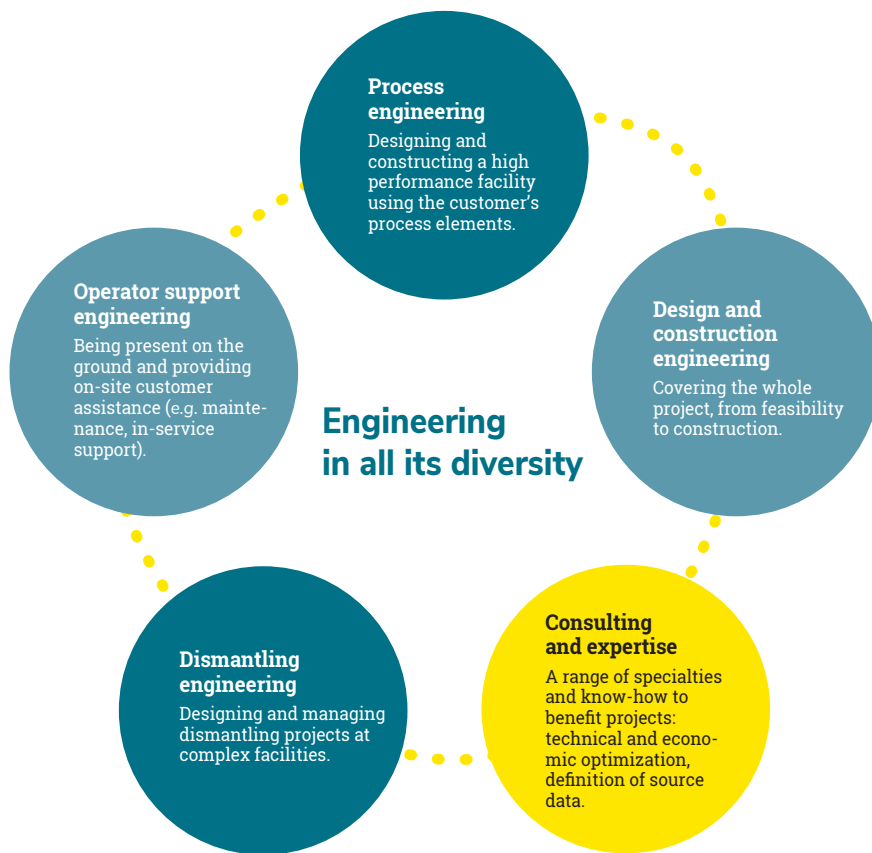 Process
engineering
Designing and
constructing a high
performance facility
using the customer's
process elements.
Operator support
engineering
Being present on the
ground and providing
on-site customer
assistance (e.g. mainte-
nance, in-service
support).
Design and
construction
engineering
Covering the whole
project, from feasibility
to construction.
Engineering
in all its diversity
Dismantling
engineering
Designing and managing
dismantling projects at
complex facilities.
Consulting
and expertise
A range of specialties
and know-how to
benefit projects:
technical and econo-
mic optimization,
definition of source
data.